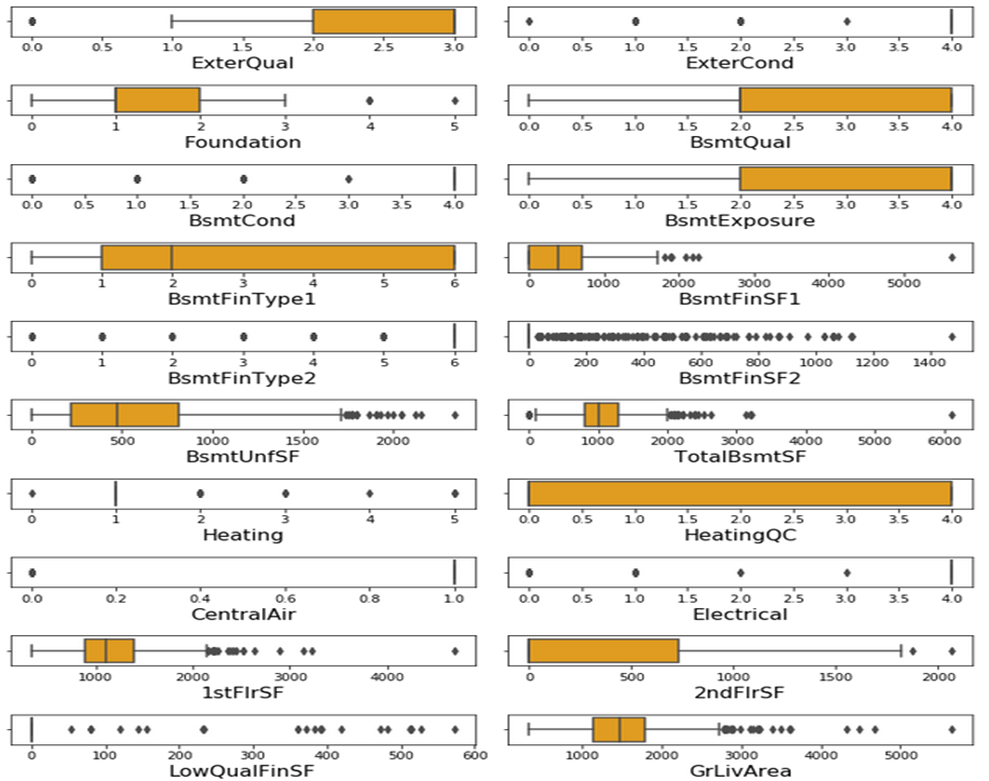 0.0 0.5 1.0 1.5 2.0 2.5 3.0
ExterQual
0.0 0.5 1.0 1.5 2.0 2.5 3.0 3.5 4.0
ExterCond
0 1 2 3 4 5
Foundation
0.0 0.5 1.0 1.5 2.0 2.5 3.0 3.5 4.0
BsmtQual
0.0 0.5 1.0 1.5 2.0 2.5 3.0 3.5 4.0
BsmtCond
0.0 0.5 1.0 1.5 2.0 2.5 3.0 3.5 4.0
BsmtExposure
0 1 2 3 4 5 6
BsmtFinType1
0 1000 2000 3000 4000 5000
BsmtFinSF1
0 1 2 3 4 5 6
BsmtFinType2
0 200 400 600 800 1000 1200 1400
BsmtFinSF2
0 500 1000 1500 2000
BsmtUnfSF
0 1000 2000 3000 4000 5000 6000
TotalBsmtSF
0 1 2 3 4 5
Heating
0.0 0.5 1.0 1.5 2.0 2.5 3.0 3.5 4.0
HeatingQC
0.0 0.2 0.4 0.6 0.8 1.0
CentralAir
0.0 0.5 1.0 1.5 2.0 2.5 3.0 3.5 4.0
Electrical
1000 2000 3000 4000
1stFlrSF
0 500 1000 1500 2000
2ndFlrSF
0 100 200 300 400 500 600
LowQualFinSF
1000 2000 3000 4000 5000
GrLivArea